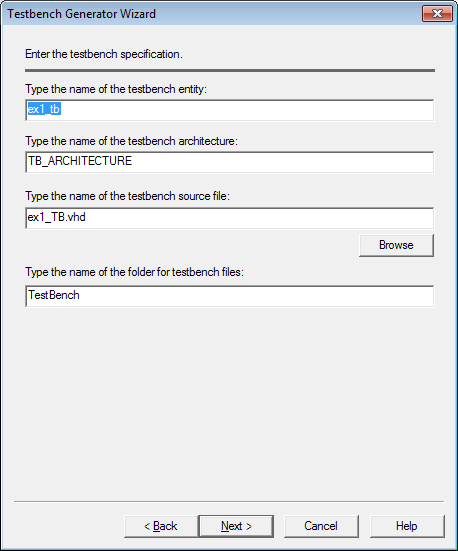 Testbench Generator Wizard
Enter the testbench specification.
Type the name of the testbench entity:
ex1_tb
Type the name of the testbench architecture:
TB_ARCHITECTURE
Type the name of the testbench source file:
ex1_TB.vhd
Browse
Type the name of the folder for testbench files:
TestBench
< Back Next > Cancel Help